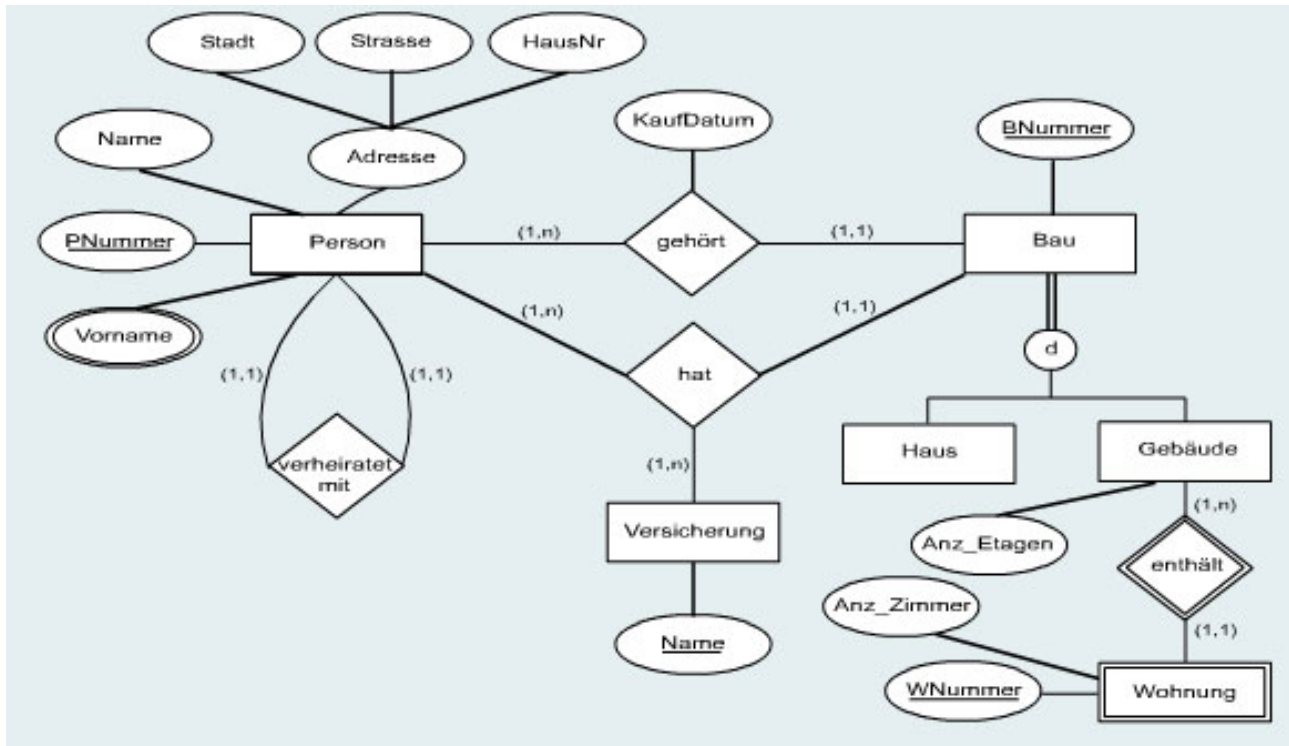 Stadt
Strasse
HausNr
Name
Adresse
KaufDatum
BNummer
PNummer
Person
(1,n)
gehört
(1,1)
Bau
Vorname
(1,n)
(1,1)
(1,1)
(1,1)
hat
d
verheiratet
mit
(1,n)
Haus
Gebäude
Versicherung
Anz_Etagen
(1,n)
enthält
Anz_Zimmer
(1,1)
Name
WNummer
Wohnung